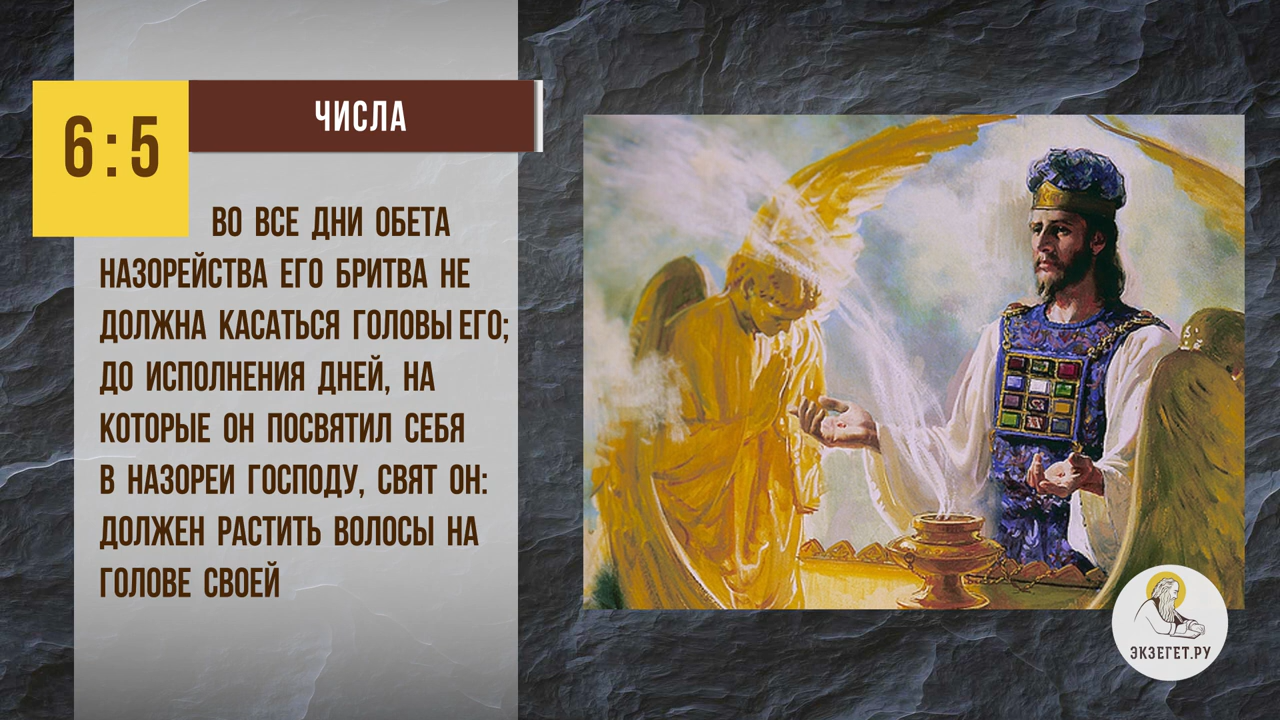 6:5
ЧИСЛА
ВО ВСЕ ДНИ ОБЕТА
НАЗОРЕЙСТВА ЕГО БРИТВА НЕ
ДОЛЖНА КАСАТЬСЯ ГОЛОВЫ ЕГО;
ДО ИСПОЛНЕНИЯ ДНЕЙ, НА
КОТОРЫЕ ОН ПОСВЯТИЛ СЕБЯ
В НАЗОРЕИ ГОСПОДУ, СВЯТ ОН:
ДОЛЖЕН РАСТИТЬ ВОЛОСЫ НА
ГОЛОВЕ СВОЕЙ
ЭКЗЕГЕТ.РУ